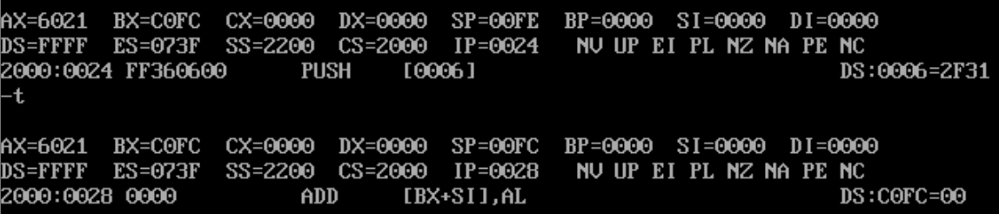 AX=6021 BX=C0FC CX=0000 DX=0000 SP=00FE BP=0000 SI=0000 DI=0000
DS=FFFF ES=073F SS=2200 CS=2000 IP=0024 NV UP EI PL NZ NA PE NC
2000:0024 FF360600 PUSH [0006] DS:0006=2F31
-t
AX=6021 BX=C0FC CX=0000 DX=0000 SP=00FC BP=0000 SI=0000 DI=0000
DS=FFFF ES=073F SS=2200 CS=2000 IP=0028 NV UP EI PL NZ NA PE NC
2000:0028 0000 ADD [BX+SI],AL DS:C0FC=00